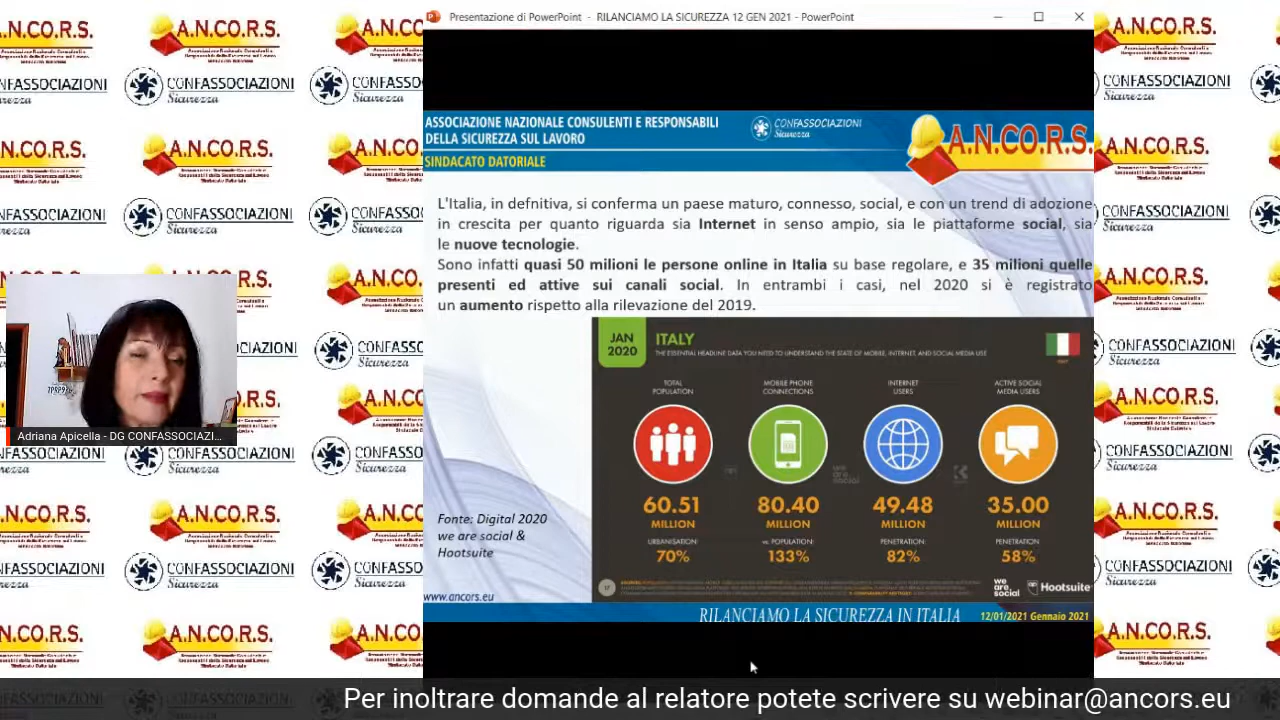 Presentazione di PowerPoint - RILANCIAMO LA SICUREZZA 12 GEN 2021 - PowerPoint
ASSOCIAZIONE NAZIONALE CONSULENTI E RESPONSABILI
DELLA SICUREZZA SUL LAVORO
SINDACATO DATORIALE
CONFASSOCIAZIONI
Sicurezza
A.N.CO.R.S.
L'Italia, in defnitiva, si conferma un paese maturo, connesso, social, e con un trend di adozione
in crescita per quanto riguarda sia Internet in senso ampio, sia le piattaforme social, sia
le nuove tecnologie.
Sono infatti quasi 50 milioni le persone online in Italia su base regolare, e 35 milioni quelle
presenti ed attive sui canali social. In entrambi i casi, nel 2020 si è registrato
un aumento rispetto alla rilevazione del 2019.
JAN
2020
ITALY
THE ESSENTIAL HEADLINE DATA YOU NEED TO UNDERSTAND THE STATE OF MOBILE, INTERNET, AND SOCIAL MEDIA USE
TOTAL
POPULATION
MOBILE PHONE
CONNECTIONS
INTERNET
USERS
ACTIVE SOCIAL
MEDIA USERS
60.51
MILLION
80.40
MILLION
49.48
MILLION
35.00
MILLION
URBANISATION:
70%
vs. POPULATION:
133%
PENETRATION:
82%
PENETRATION:
58%
17
we
are.
social
Hootsuite
Fonte: Digital 2020
we are social &
Hootsuite
www.ancors.eu
RILANCIAMO LA SICUREZZA IN ITALIA
12/01/2021 Gennaio 2021
Adriana Apicella - DG CONFASSOCIAZI...
Per inoltrare domande al relatore potete scrivere su webinar@ancors.eu